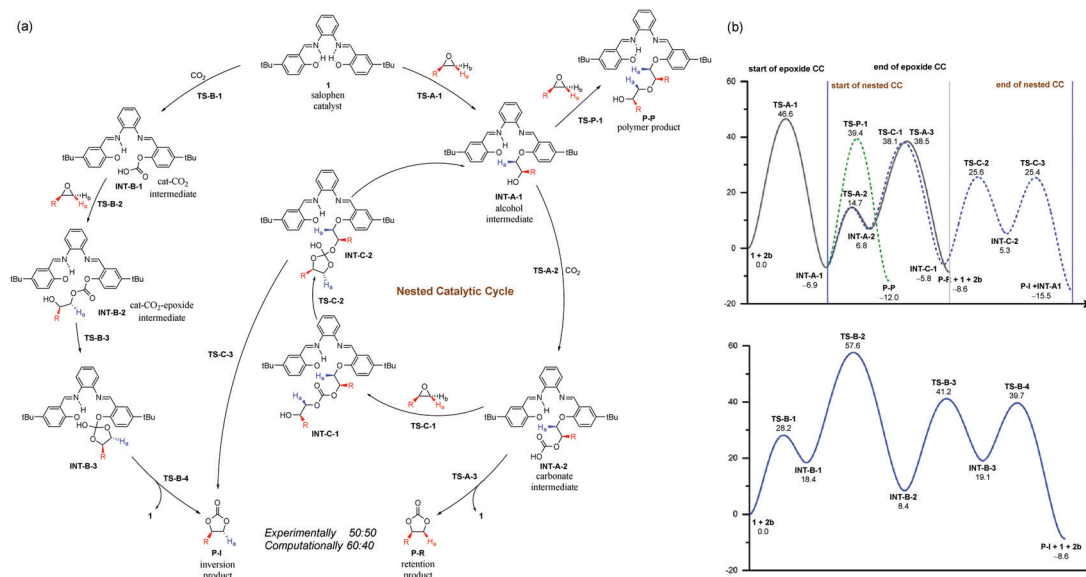 (a)
1
salophen
catalyst
CO2
TS-B-1
TS-A-1
R
Hb
Ha
N
N
H
H
O
O
tBu
tBu
TS-P-1
P-P
polymer product
HO
INT-B-1
cat-CO2
intermediate
TS-B-2
INT-A-1
alcohol
intermediate
INT-C-2
TS-A-2
CO2
INT-B-2
cat-CO2-epoxide
intermediate
TS-C-2
Nested Catalytic Cycle
TS-B-3
TS-C-3
INT-C-1
TS-C-1
INT-B-3
INT-A-2
carbonate
intermediate
TS-B-4
1
TS-A-3
1
P-I
inversion
product
Experimentally 50:50
Computationally 60:40
P-R
retention
product
(b)
start of epoxide CC
end of epoxide CC
start of nested CC
end of nested CC
60
40
20
0
−20
TS-A-1
46.6
TS-P-1
39.4
TS-C-1
38.1
TS-A-3
38.5
TS-C-2
25.6
TS-C-3
25.4
TS-A-2
14.7
INT-A-2
6.8
INT-C-2
5.3
1 + 2b
0.0
INT-A-1
−6.9
INT-C-1
−5.8
P-R + 1 + 2b
−8.6
P-P
−12.0
P-I +INT-A1
−15.5
60
40
20
0
−20
TS-B-2
57.6
TS-B-3
41.2
TS-B-4
39.7
TS-B-1
28.2
INT-B-1
18.4
INT-B-3
19.1
INT-B-2
8.4
1 + 2b
0.0
P-I + 1 + 2b
−8.6